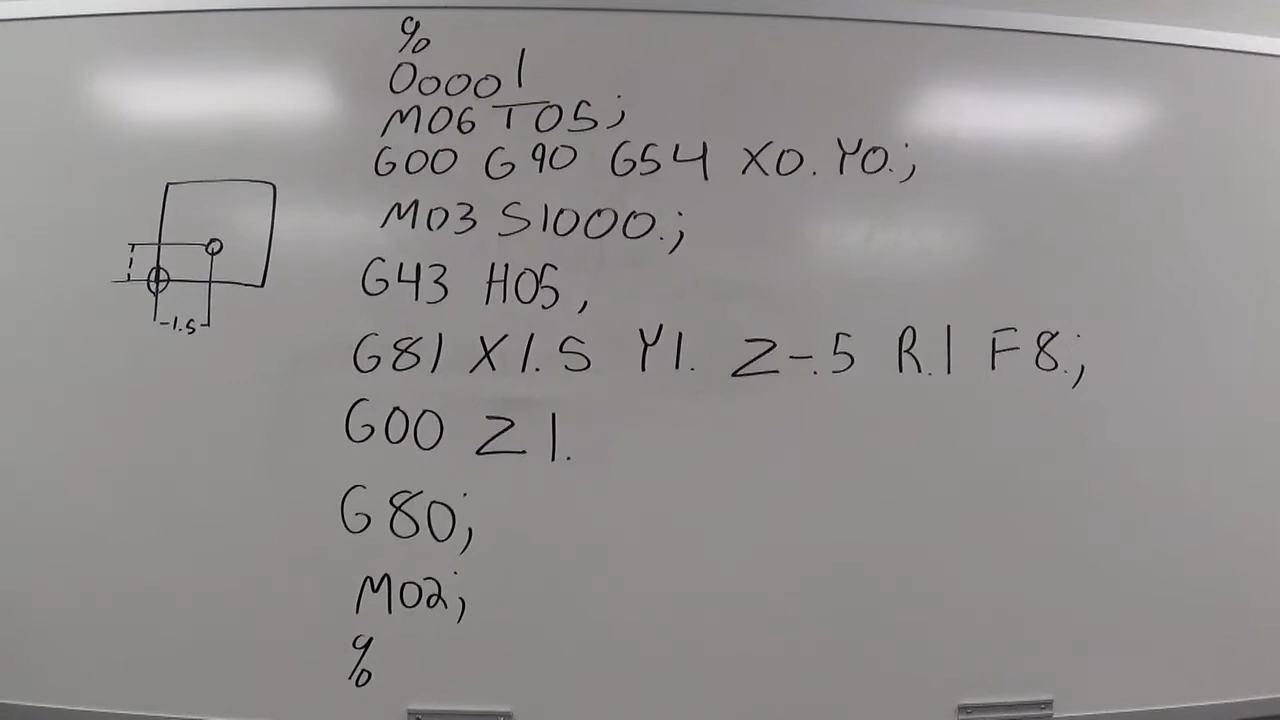 %
O0001
M06 T05;
G00 G90 G54 X0. Y0.;
M03 S1000.;
G43 H05,
G81 X1.5 Y1. Z-.5 R.1 F8.;
G00 Z1.
G80;
M02;
%
-1.5-